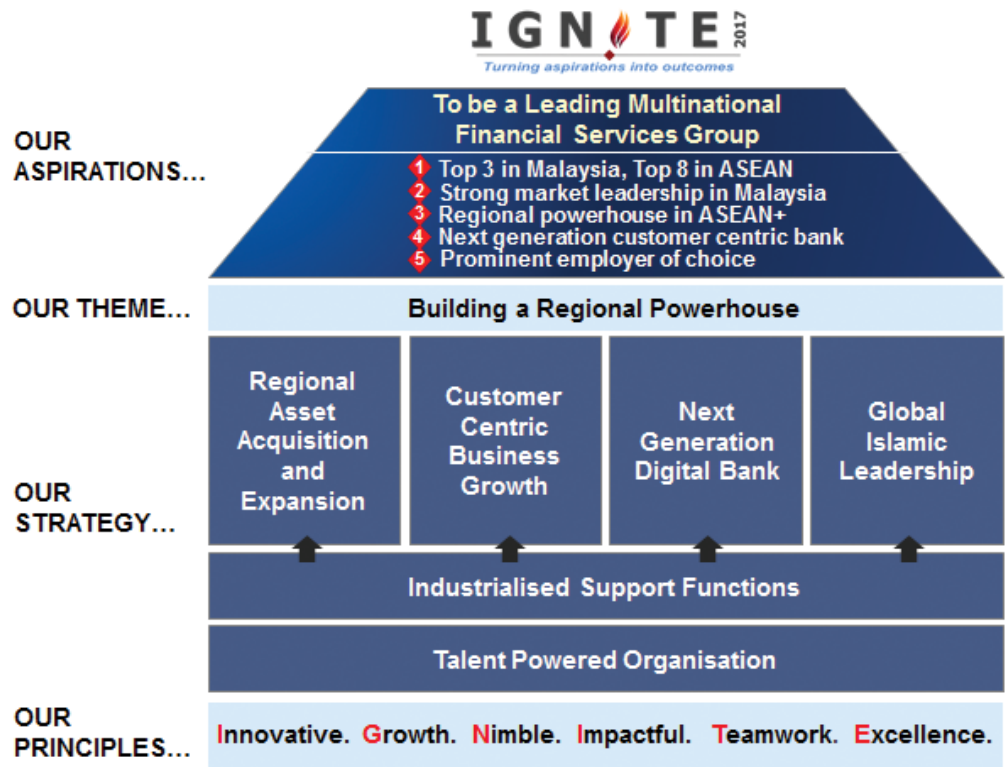 IGNITE 2017
Turning aspirations into outcomes
OUR
ASPIRATIONS...
To be a Leading Multinational
Financial Services Group
1 Top 3 in Malaysia, Top 8 in ASEAN
2 Strong market leadership in Malaysia
3 Regional powerhouse in ASEAN+
4 Next generation customer centric bank
5 Prominent employer of choice
OUR THEME...
Building a Regional Powerhouse
OUR
STRATEGY...
Regional
Asset
Acquisition
and
Expansion
Customer
Centric
Business
Growth
Next
Generation
Digital Bank
Global
Islamic
Leadership
Industrialised Support Functions
Talent Powered Organisation
OUR
PRINCIPLES...
Innovative. Growth. Nimble. Impactful. Teamwork. Excellence.